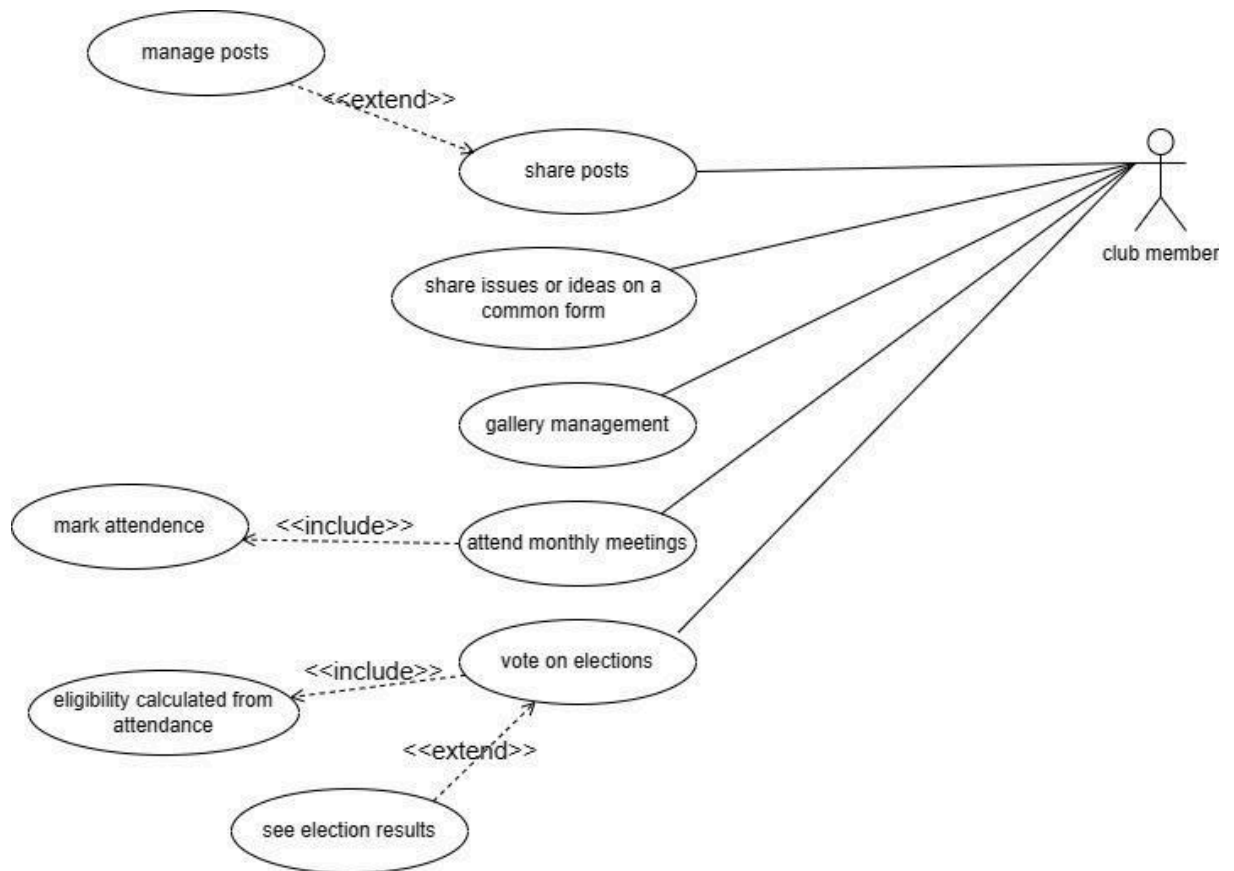 manage posts
<<extend>>
share posts
club member
share issues or ideas on a
common form
gallery management
mark attendence
<<include>>
attend monthly meetings
vote on elections
<<include>>
eligibility calculated from
attendance
<<extend>>
see election results